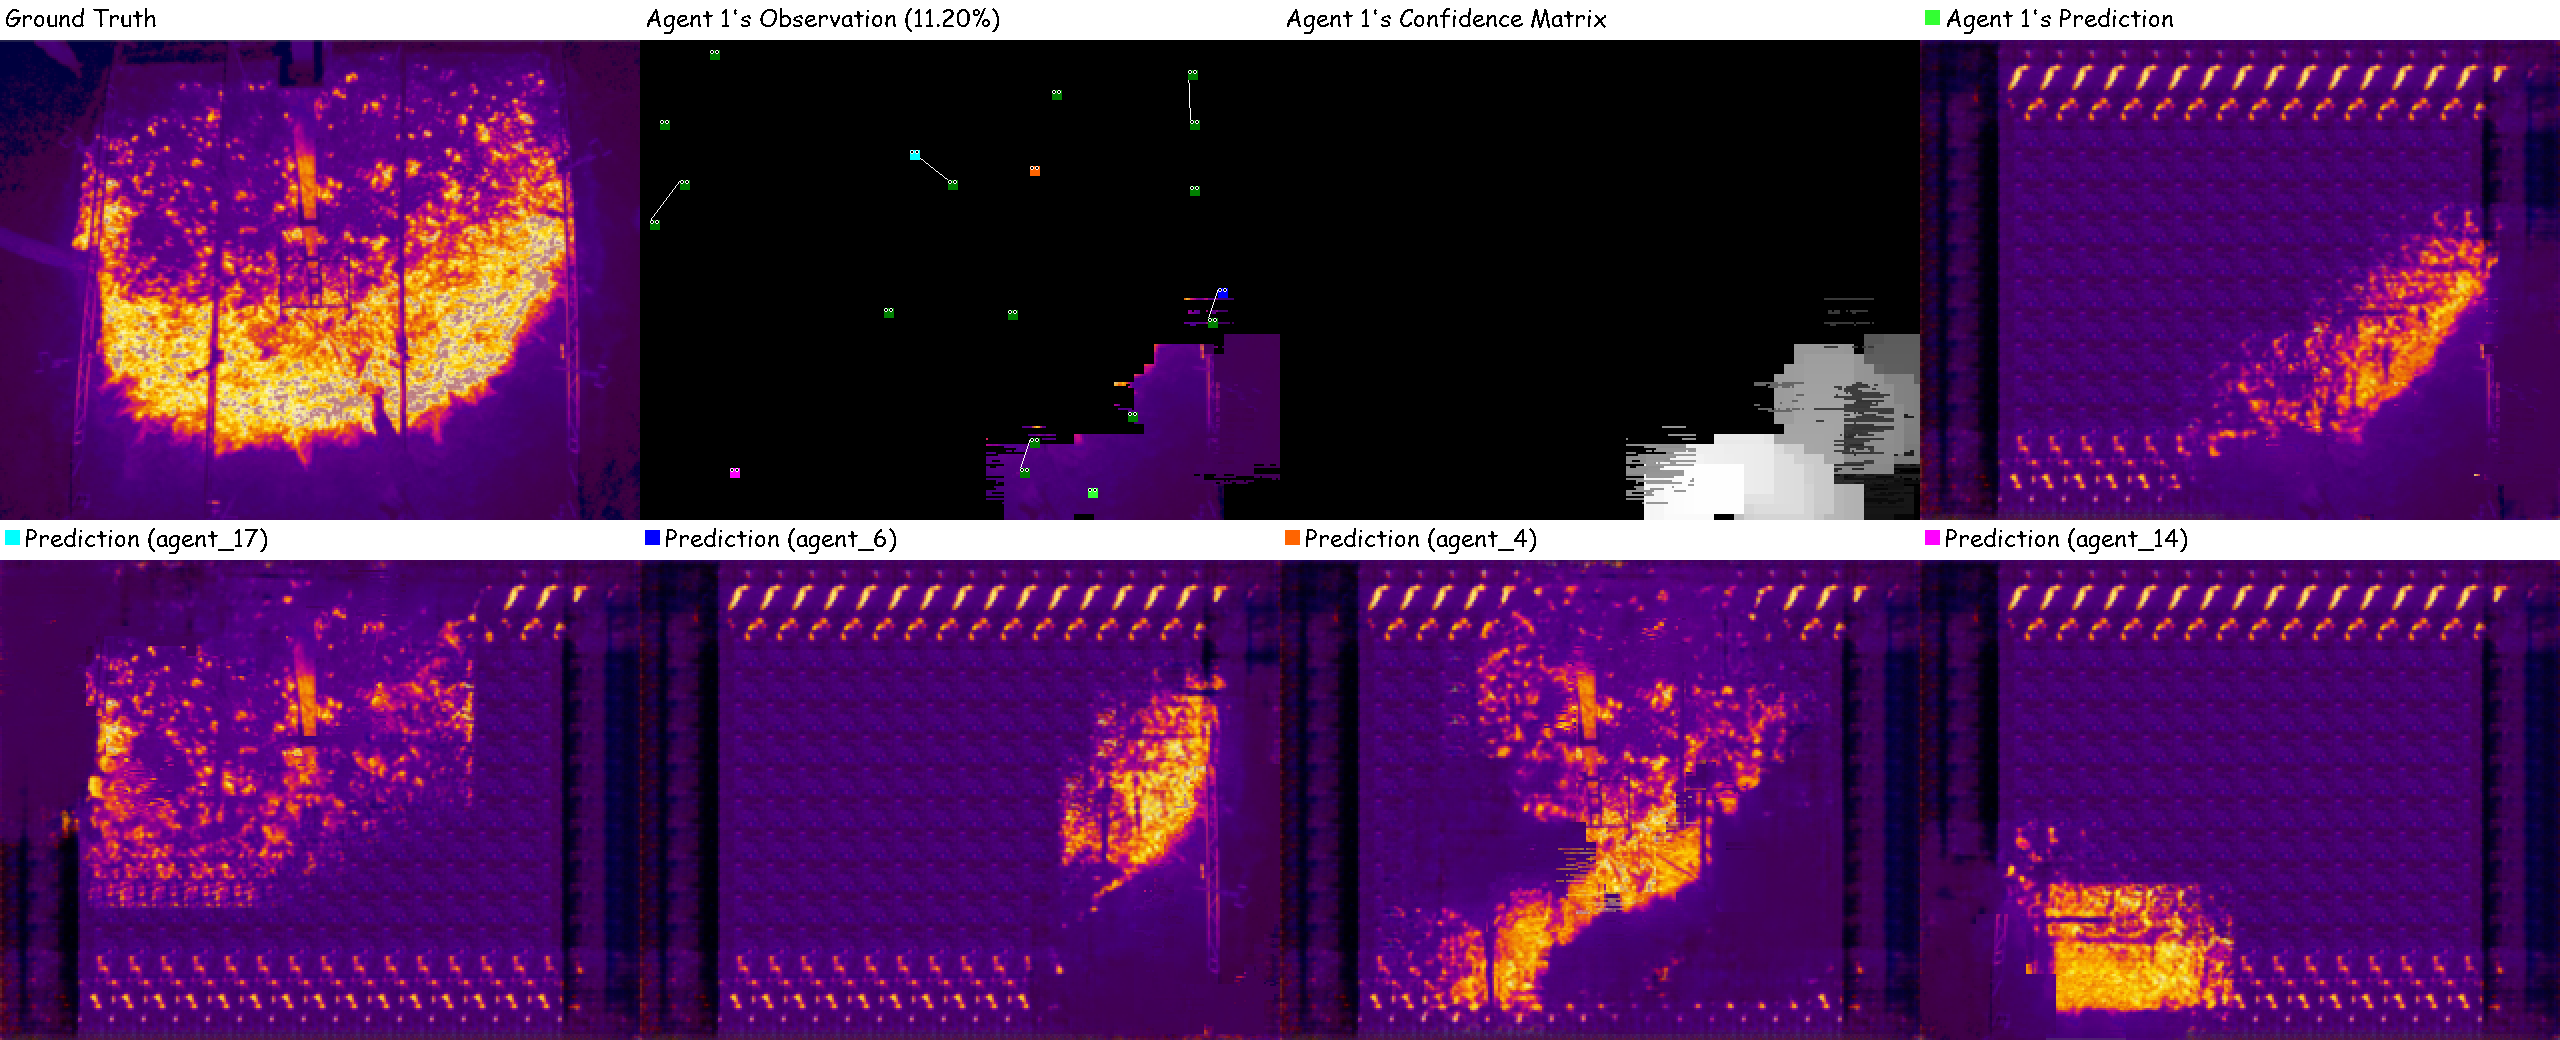 Ground Truth
Agent 1's Observation (11.20%)
Agent 1's Confidence Matrix
Agent 1's Prediction
Prediction (agent_17)
Prediction (agent_6)
Prediction (agent_4)
Prediction (agent_14)